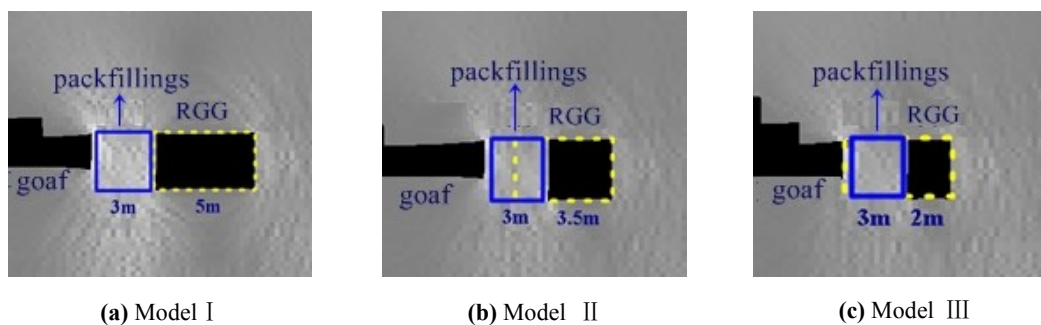 packfillings
RGG
goaf
3m
5m
(a) Model Ⅰ
packfillings
RGG
goaf
3m
3.5m
(b) Model Ⅱ
packfillings
RGG
goaf
3m
2m
(c) Model Ⅲ